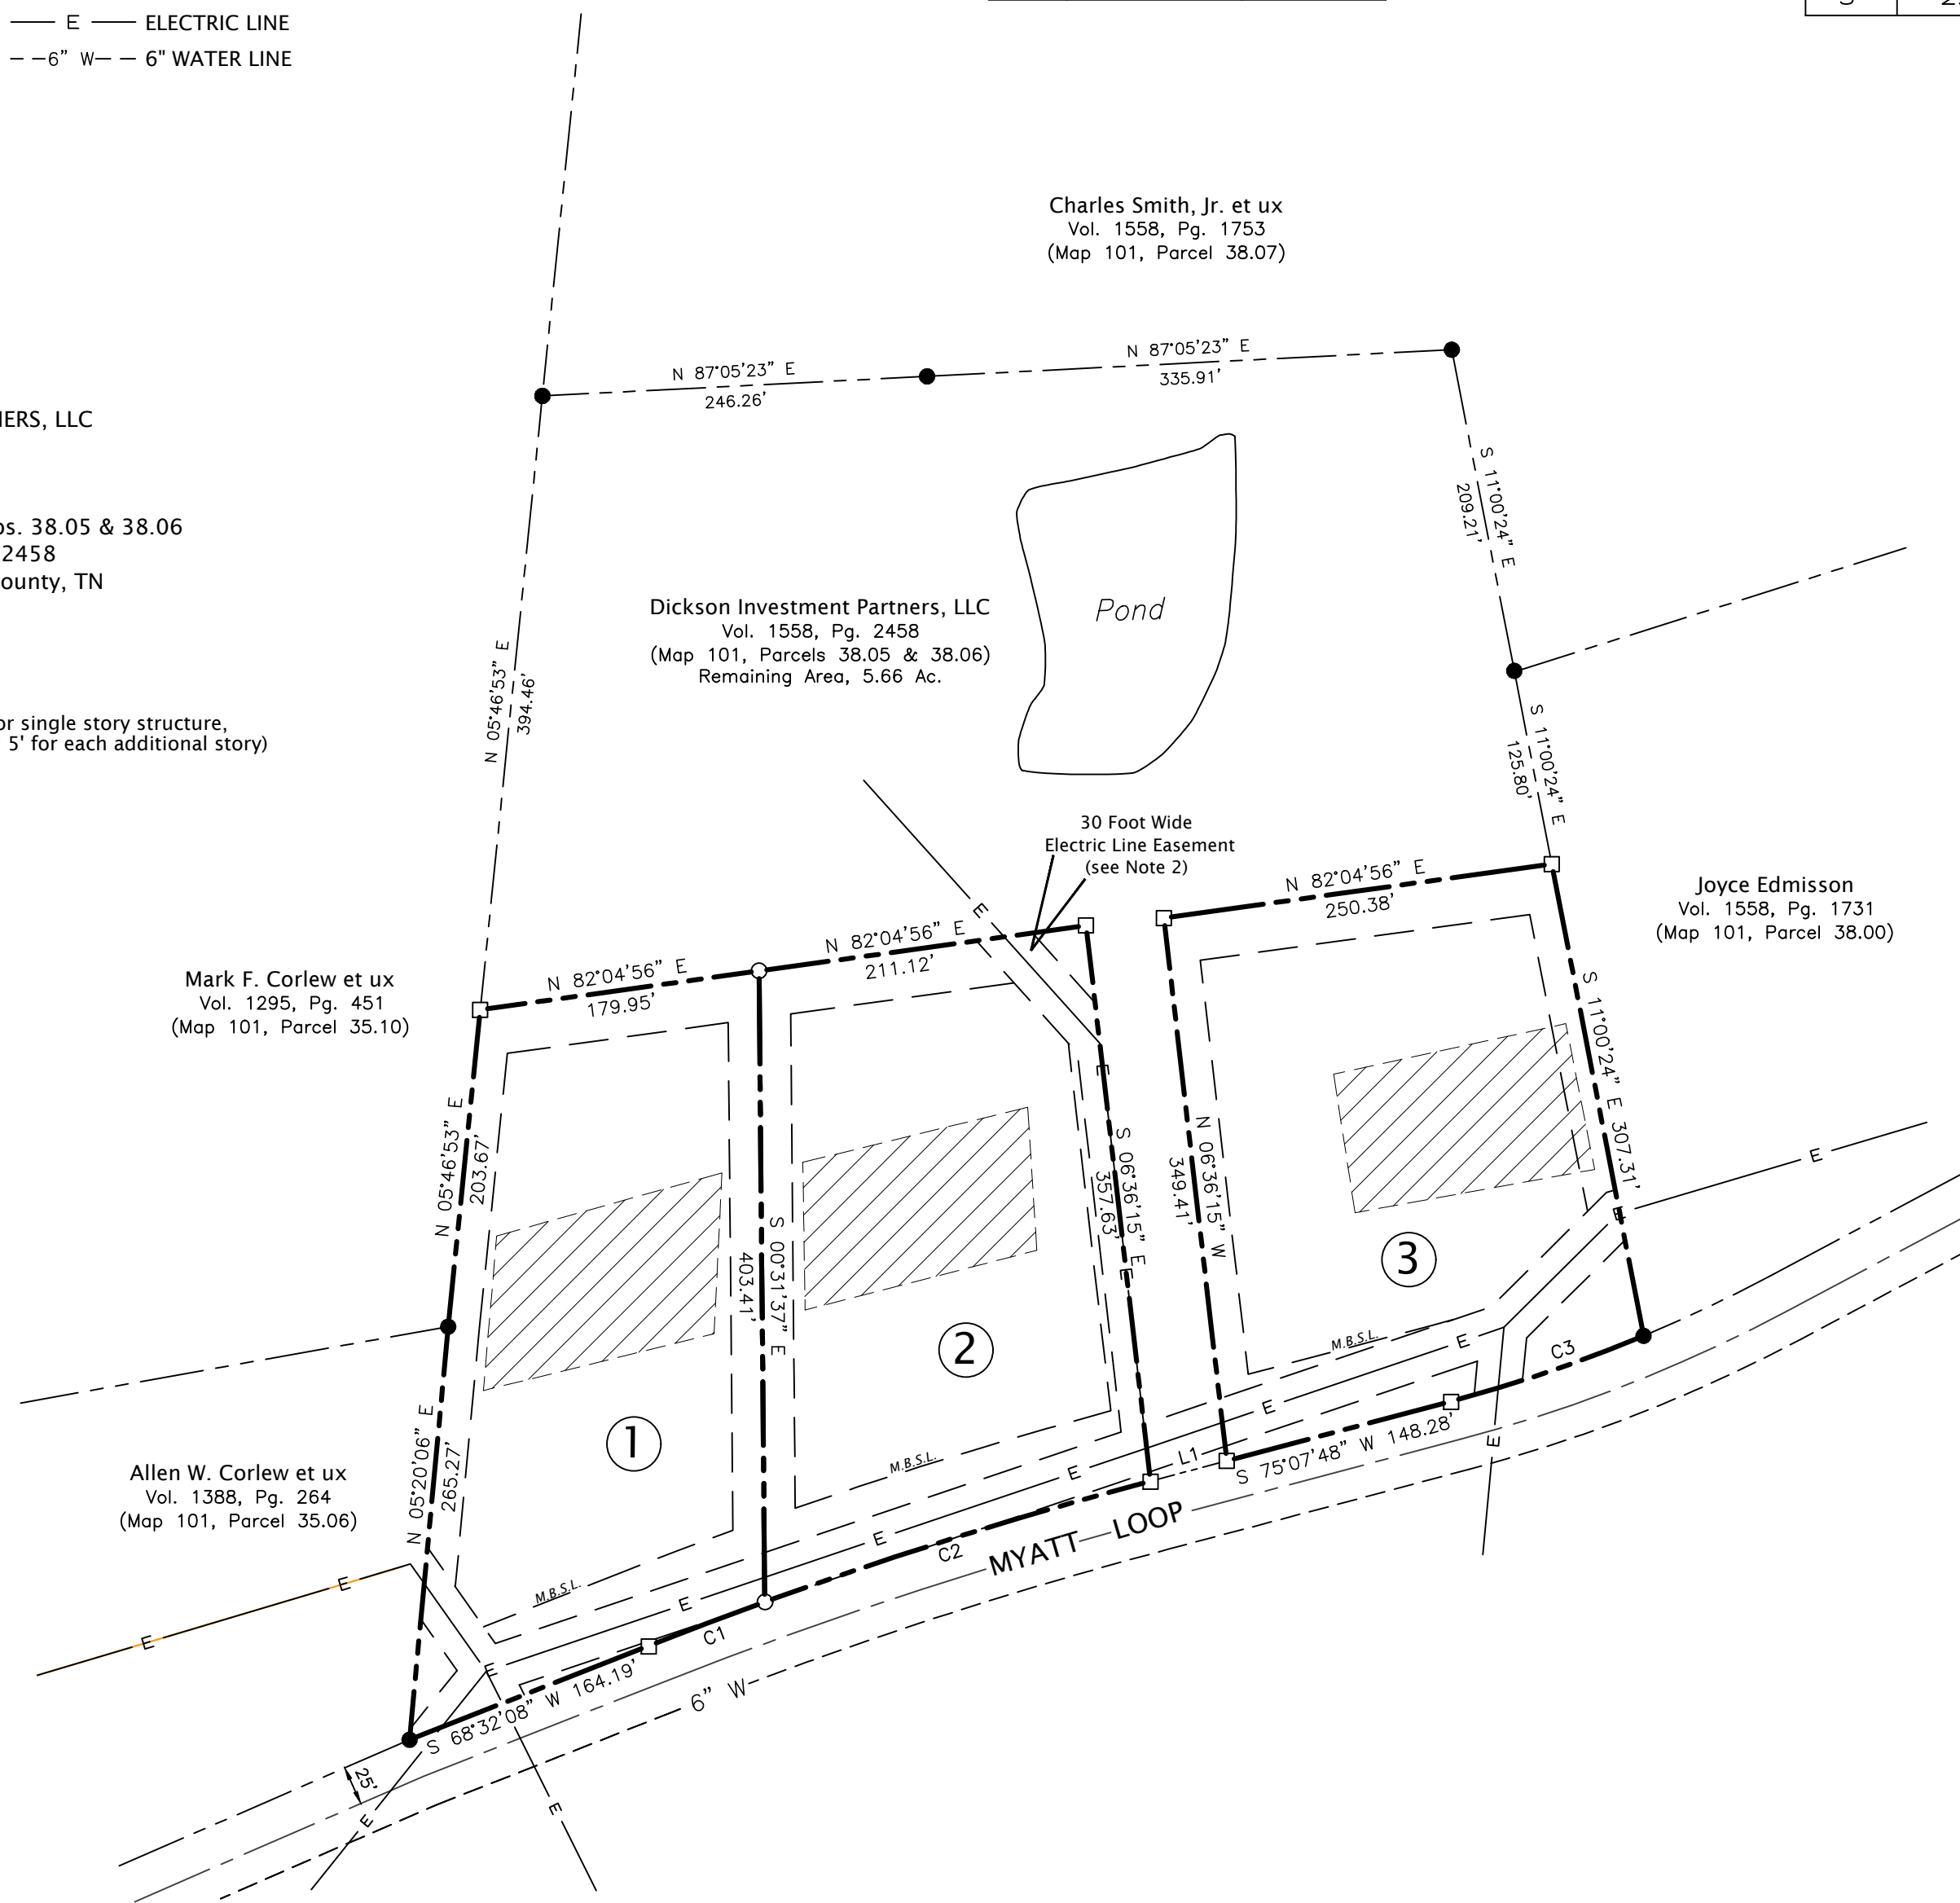 E ELECTRIC LINE
6" W 6" WATER LINE
Charles Smith, Jr. et ux
Vol. 1558, Pg. 1753
(Map 101, Parcel 38.07)
N 87°05'23" E
246.26'
N 87°05'23" E
335.91'
S 11°00'24" E
209.21'
S 11°00'24" E
125.80'
LLC
38.05 & 38.06
2458
TN
single story structure,
5' for each additional story)
N 05°46'53" E
394.46'
Dickson Investment Partners, LLC
Vol. 1558, Pg. 2458
(Map 101, Parcels 38.05 & 38.06)
Remaining Area, 5.66 Ac.
Pond
30 Foot Wide
Electric Line Easement
(see Note 2)
E
N 82°04'56" E
179.95'
N 82°04'56" E
211.12'
N 82°04'56" E
250.38'
Joyce Edmisson
Vol. 1558, Pg. 1731
(Map 101, Parcel 38.00)
Mark F. Corlew et ux
Vol. 1295, Pg. 451
(Map 101, Parcel 35.10)
N 05°46'53" E
203.67'
S 00°31'37" E
403.41'
E
S 06°36'15" E
357.63'
E
N 06°36'15" W
349.41'
S 11°00'24" E 307.31'
E
E
1
2
3
M.B.S.L.
M.B.S.L.
M.B.S.L.
Allen W. Corlew et ux
Vol. 1388, Pg. 264
(Map 101, Parcel 35.06)
N 05°20'06" E
265.27'
E
E
E
E
E
E
E
E
E
E
E
S 68°32'08" W 164.19'
C1
C2
L1
S 75°07'48" W 148.28'
C3
MYATT LOOP
6" W
25'